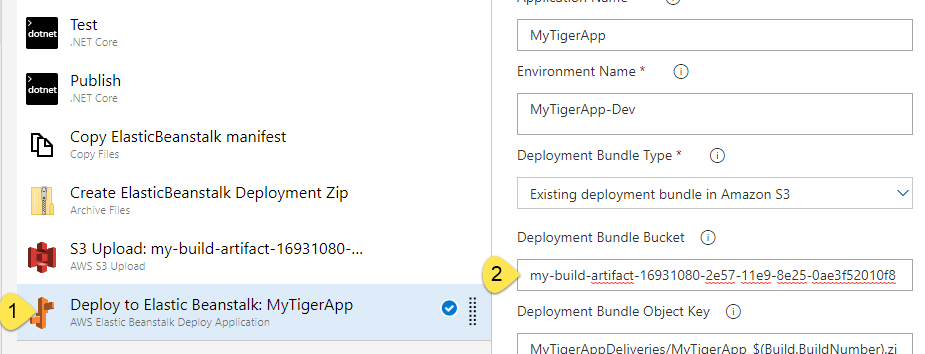 Test
.NET Core
Publish
.NET Core
Copy ElasticBeanstalk manifest
Copy Files
Create ElasticBeanstalk Deployment Zip
Archive Files
S3 Upload: my-build-artifact-16931080-...
AWS S3 Upload
1
Deploy to Elastic Beanstalk: MyTigerApp
AWS Elastic Beanstalk Deploy Application
dotnet
dotnet
Application Name
MyTigerApp
Environment Name *
MyTigerApp-Dev
Deployment Bundle Type *
Existing deployment bundle in Amazon S3
Deployment Bundle Bucket
2
my-build-artifact-16931080-2e57-11e9-8e25-0ae3f52010f8
Deployment Bundle Object Key
MyTigerAppDeliveries/MyTigerApp_$(Build.BuildNumber).zi